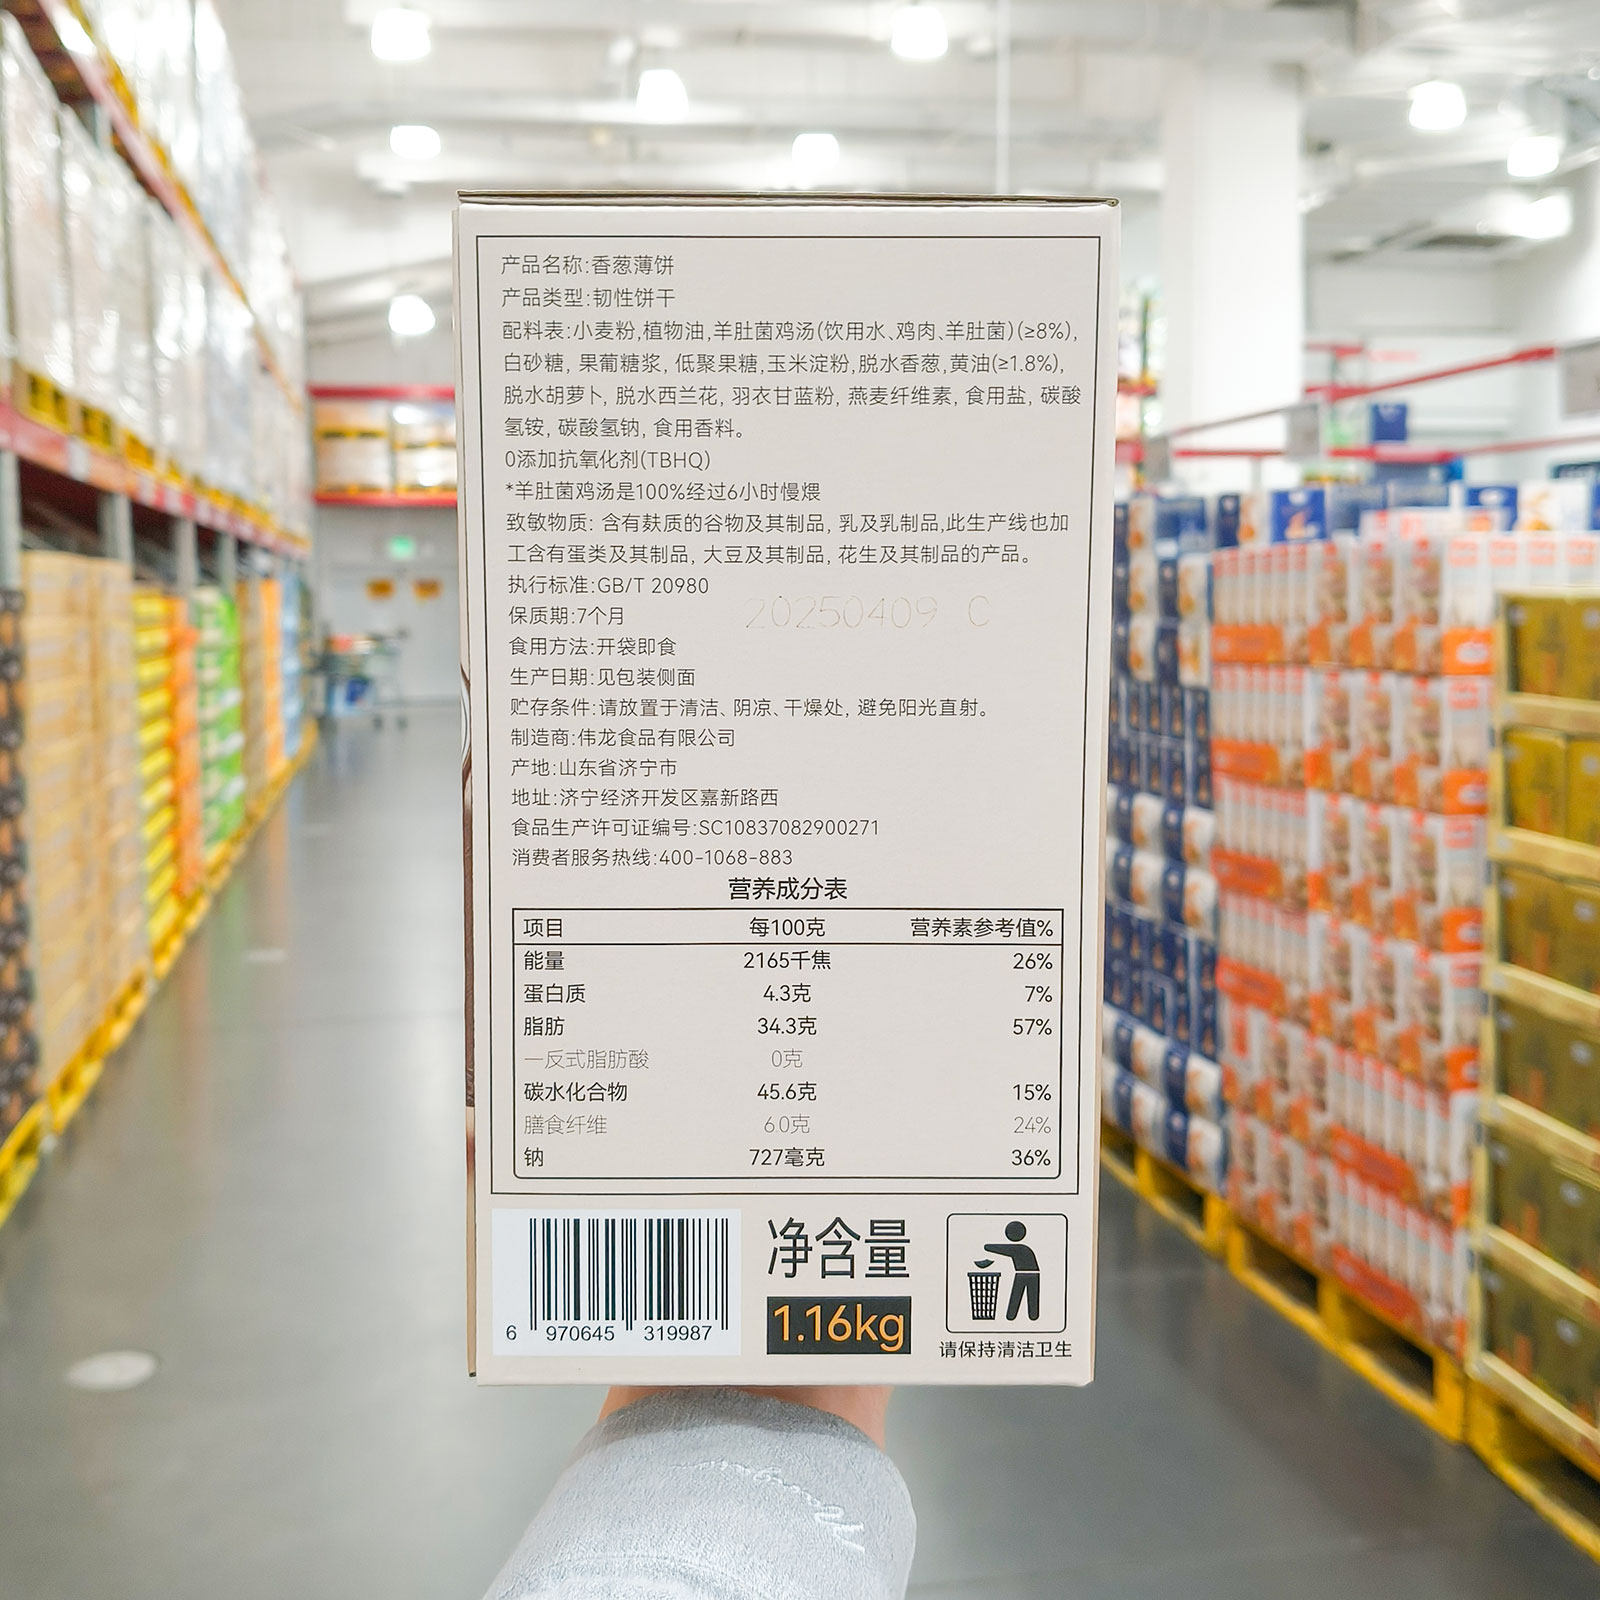 产品名称:香葱薄饼
产品类型:韧性饼干
配料表:小麦粉,植物油,羊肚菌鸡汤(饮用水、鸡肉、羊肚菌)(≥8%),
白砂糖, 果葡糖浆, 低聚果糖,玉米淀粉,脱水香葱,黄油(≥1.8%),
脱水胡萝卜, 脱水西兰花, 羽衣甘蓝粉, 燕麦纤维素, 食用盐, 碳酸
氢铵, 碳酸氢钠, 食用香料。
0添加抗氧化剂(TBHQ)
*羊肚菌鸡汤是100%经过6小时慢煨
致敏物质: 含有麸质的谷物及其制品, 乳及乳制品,此生产线也加
工含有蛋类及其制品, 大豆及其制品, 花生及其制品的产品。
执行标准:GB/T 20980
保质期:7个月
20250409 C
食用方法:开袋即食
生产日期:见包装侧面
贮存条件:请放置于清洁、阴凉、干燥处, 避免阳光直射。
制造商:伟龙食品有限公司
产地:山东省济宁市
地址:济宁经济开发区嘉新路西
食品生产许可证编号:SC10837082900271
消费者服务热线:400-1068-883
营养成分表
项目 每100克 营养素参考值%
能量 2165千焦 26%
蛋白质 4.3克 7%
脂肪 34.3克 57%
一反式脂肪酸 0克
碳水化合物 45.6克 15%
膳食纤维 6.0克 24%
钠 727毫克 36%
6 970645 319987
净含量
1.16kg
请保持清洁卫生